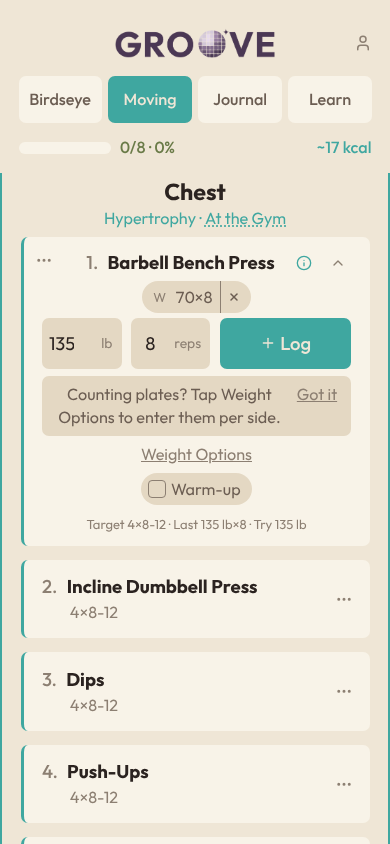 GROOVE
Birdseye Moving Journal Learn
0/8 · 0% ~17 kcal
Chest
Hypertrophy · At the Gym
1. Barbell Bench Press
W 70×8 ×
135 lb 8 reps + Log
Counting plates? Tap Weight Got it
Options to enter them per side.
Weight Options
Warm-up
Target 4×8-12 · Last 135 lb×8 · Try 135 lb
2. Incline Dumbbell Press
4×8-12
3. Dips
4×8-12
4. Push-Ups
4×8-12